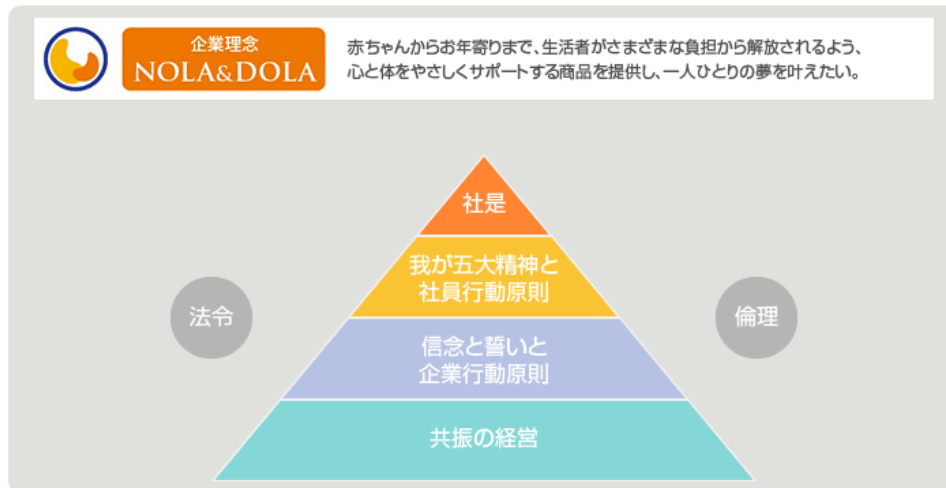 企業理念
NOLA&DOLA
赤ちゃんからお年寄りまで、生活者がさまざまな負担から解放されるよう、
心と体をやさしくサポートする商品を提供し、一人ひとりの夢を叶えたい。
社是
我が五大精神と
社員行動原則
法令
倫理
信念と誓いと
企業行動原則
共振の経営